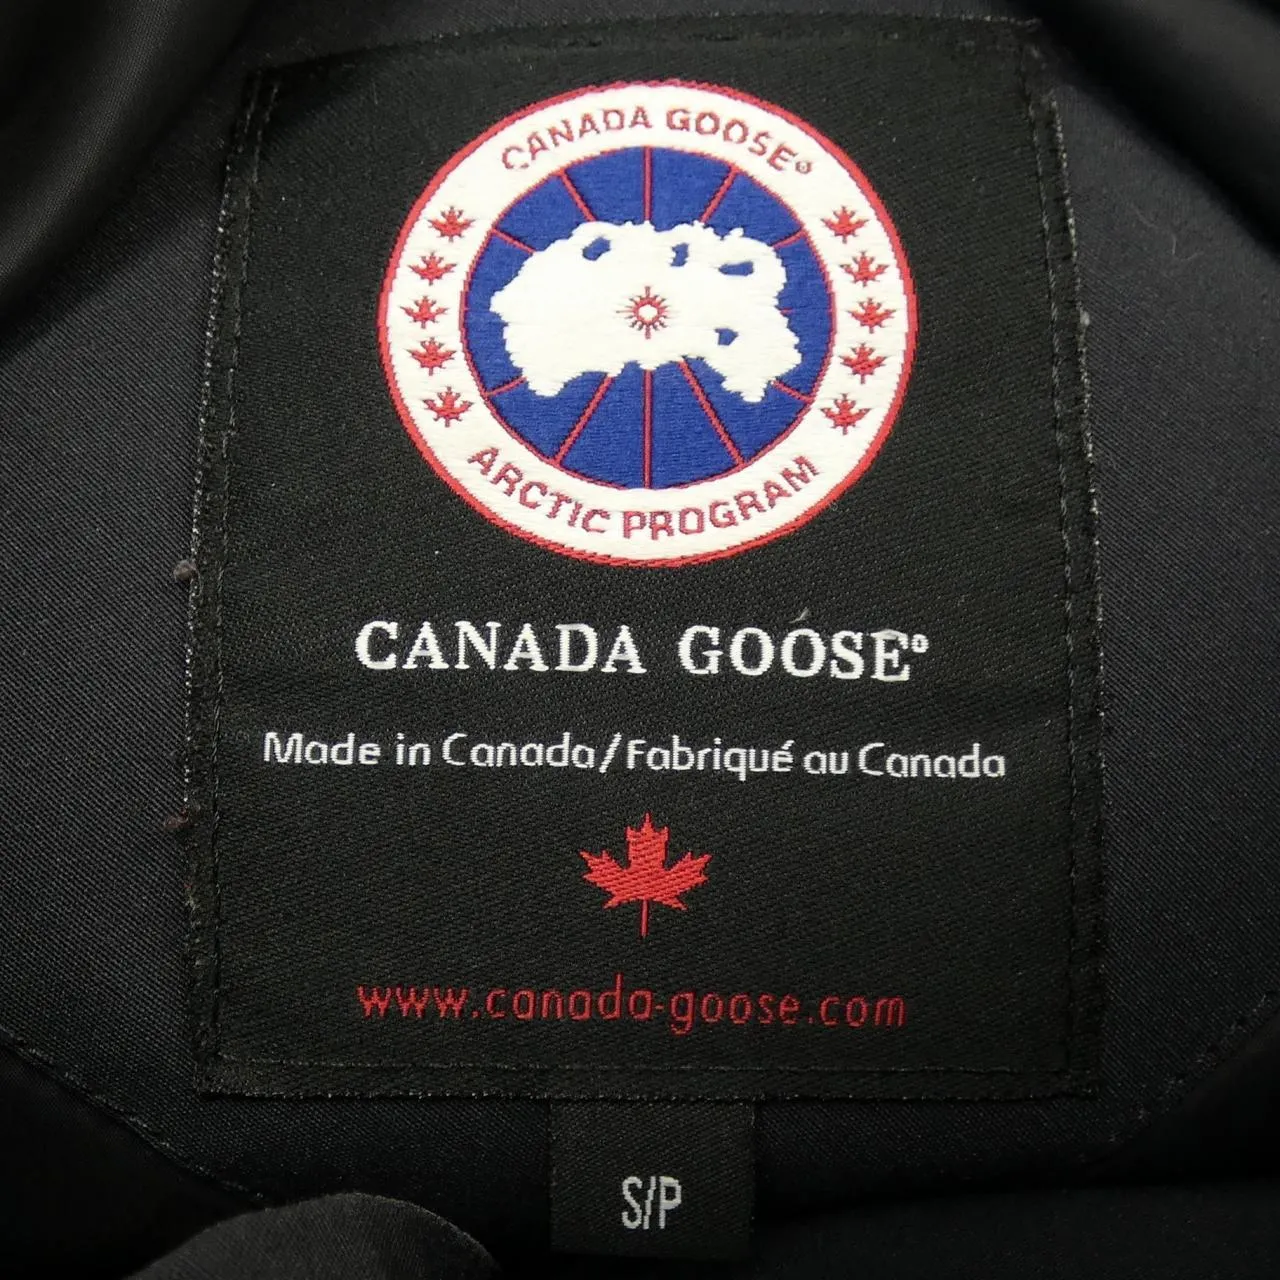 CANADA GOOSE®
ARCTIC PROGRAM
CANADA GOOSE®
Made in Canada/Fabriqué au Canada
www.canada-goose.com
S/P